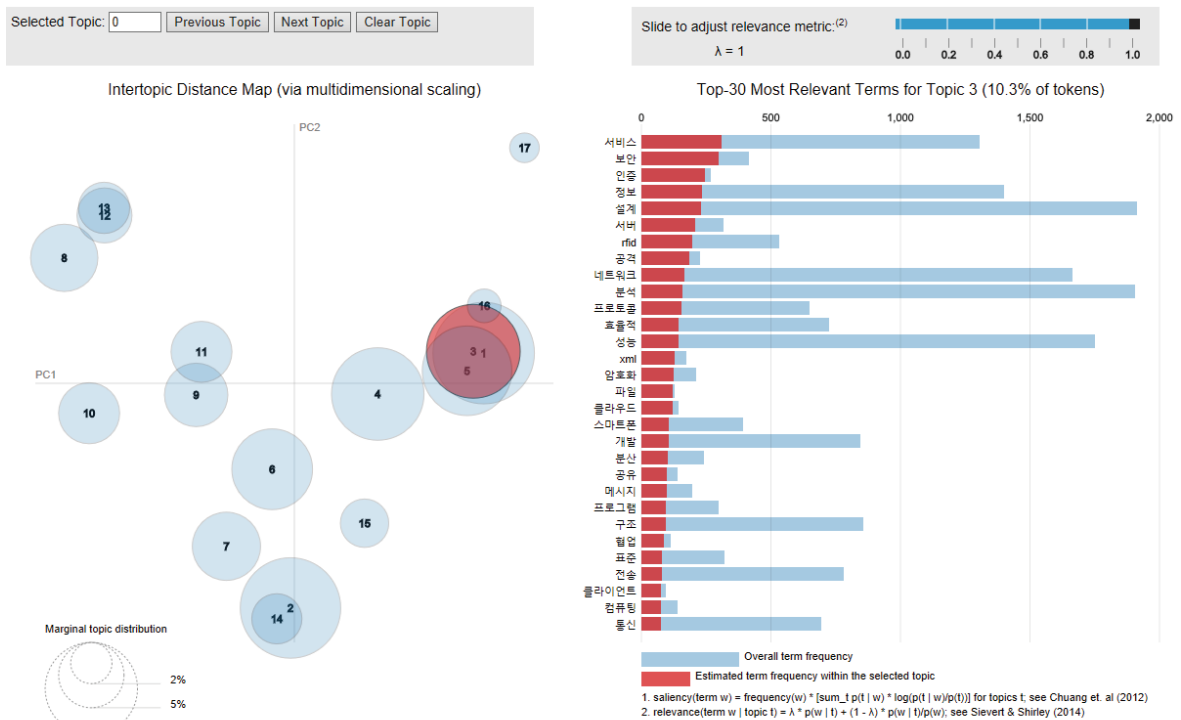 Selected Topic: 0 Previous Topic Next Topic Clear Topic
Slide to adjust relevance metric:(2)
λ = 1
0.0 0.2 0.4 0.6 0.8 1.0
Intertopic Distance Map (via multidimensional scaling)
PC2
PC1
17
13
12
8
16
11
3
1
5
4
9
10
6
15
7
2
14
Marginal topic distribution
2%
5%
Top-30 Most Relevant Terms for Topic 3 (10.3% of tokens)
0 500 1,000 1,500 2,000
서비스
보안
인증
정보
설계
서버
rfid
공격
네트워크
분석
프로토콜
효율적
성능
xml
암호화
파일
클라우드
스마트폰
개발
분산
공유
메시지
프로그램
구조
협업
표준
전송
클라이언트
컴퓨팅
통신
Overall term frequency
Estimated term frequency within the selected topic
1. saliency(term w) = frequency(w) * [sum_t p(t | w) * log(p(t | w)/p(t))] for topics t; see Chuang et. al (2012)
2. relevance(term w | topic t) = λ * p(w | t) + (1 - λ) * p(w | t)/p(w); see Sievert & Shirley (2014)